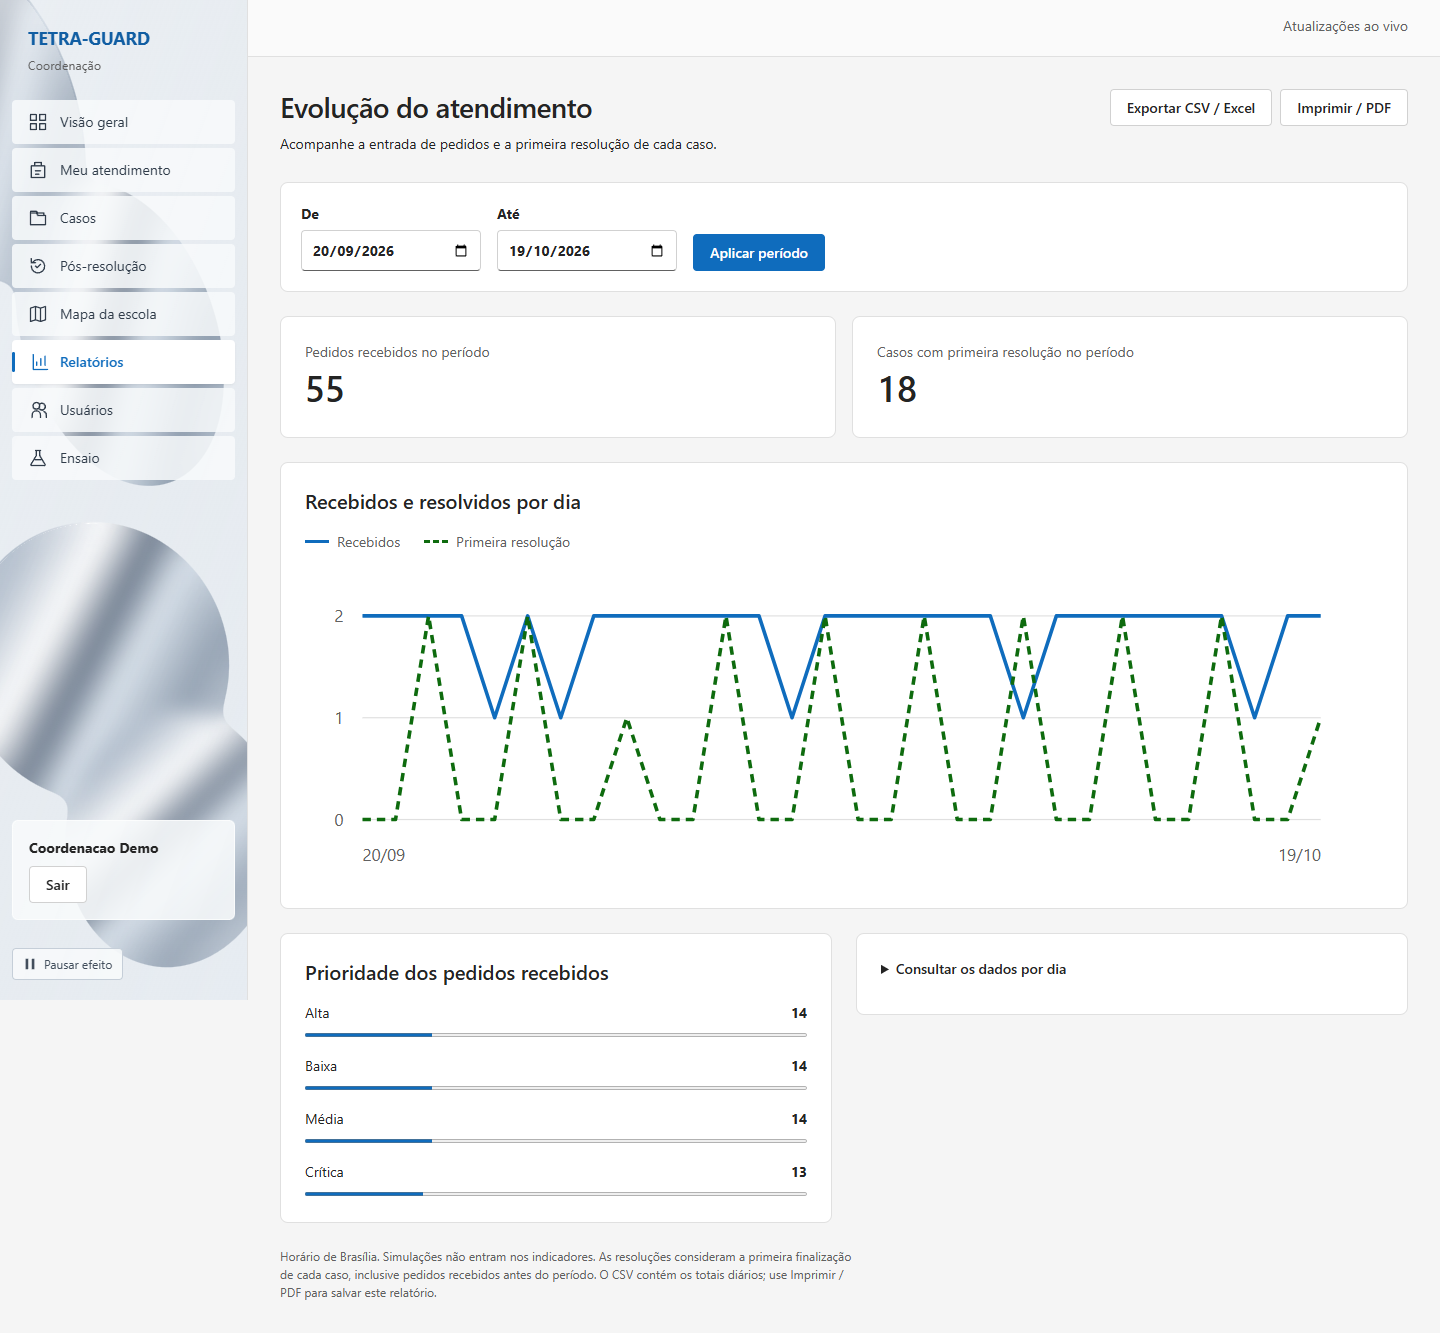 TETRA-GUARD
Coordenação
Visão geral
Meu atendimento
Casos
Pós-resolução
Mapa da escola
Relatórios
Usuários
Ensaio
Coordenacao Demo
Sair
Pausar efeito
Atualizações ao vivo
Evolução do atendimento
Acompanhe a entrada de pedidos e a primeira resolução de cada caso.
Exportar CSV / Excel
Imprimir / PDF
De
Até
20/09/2026
19/10/2026
Aplicar período
Pedidos recebidos no período
55
Casos com primeira resolução no período
18
Recebidos e resolvidos por dia
Recebidos
Primeira resolução
2
1
0
20/09
19/10
Prioridade dos pedidos recebidos
Alta 14
Baixa 14
Média 14
Crítica 13
Consultar os dados por dia
Horário de Brasília. Simulações não entram nos indicadores. As resoluções consideram a primeira finalização
de cada caso, inclusive pedidos recebidos antes do período. O CSV contém os totais diários; use Imprimir /
PDF para salvar este relatório.